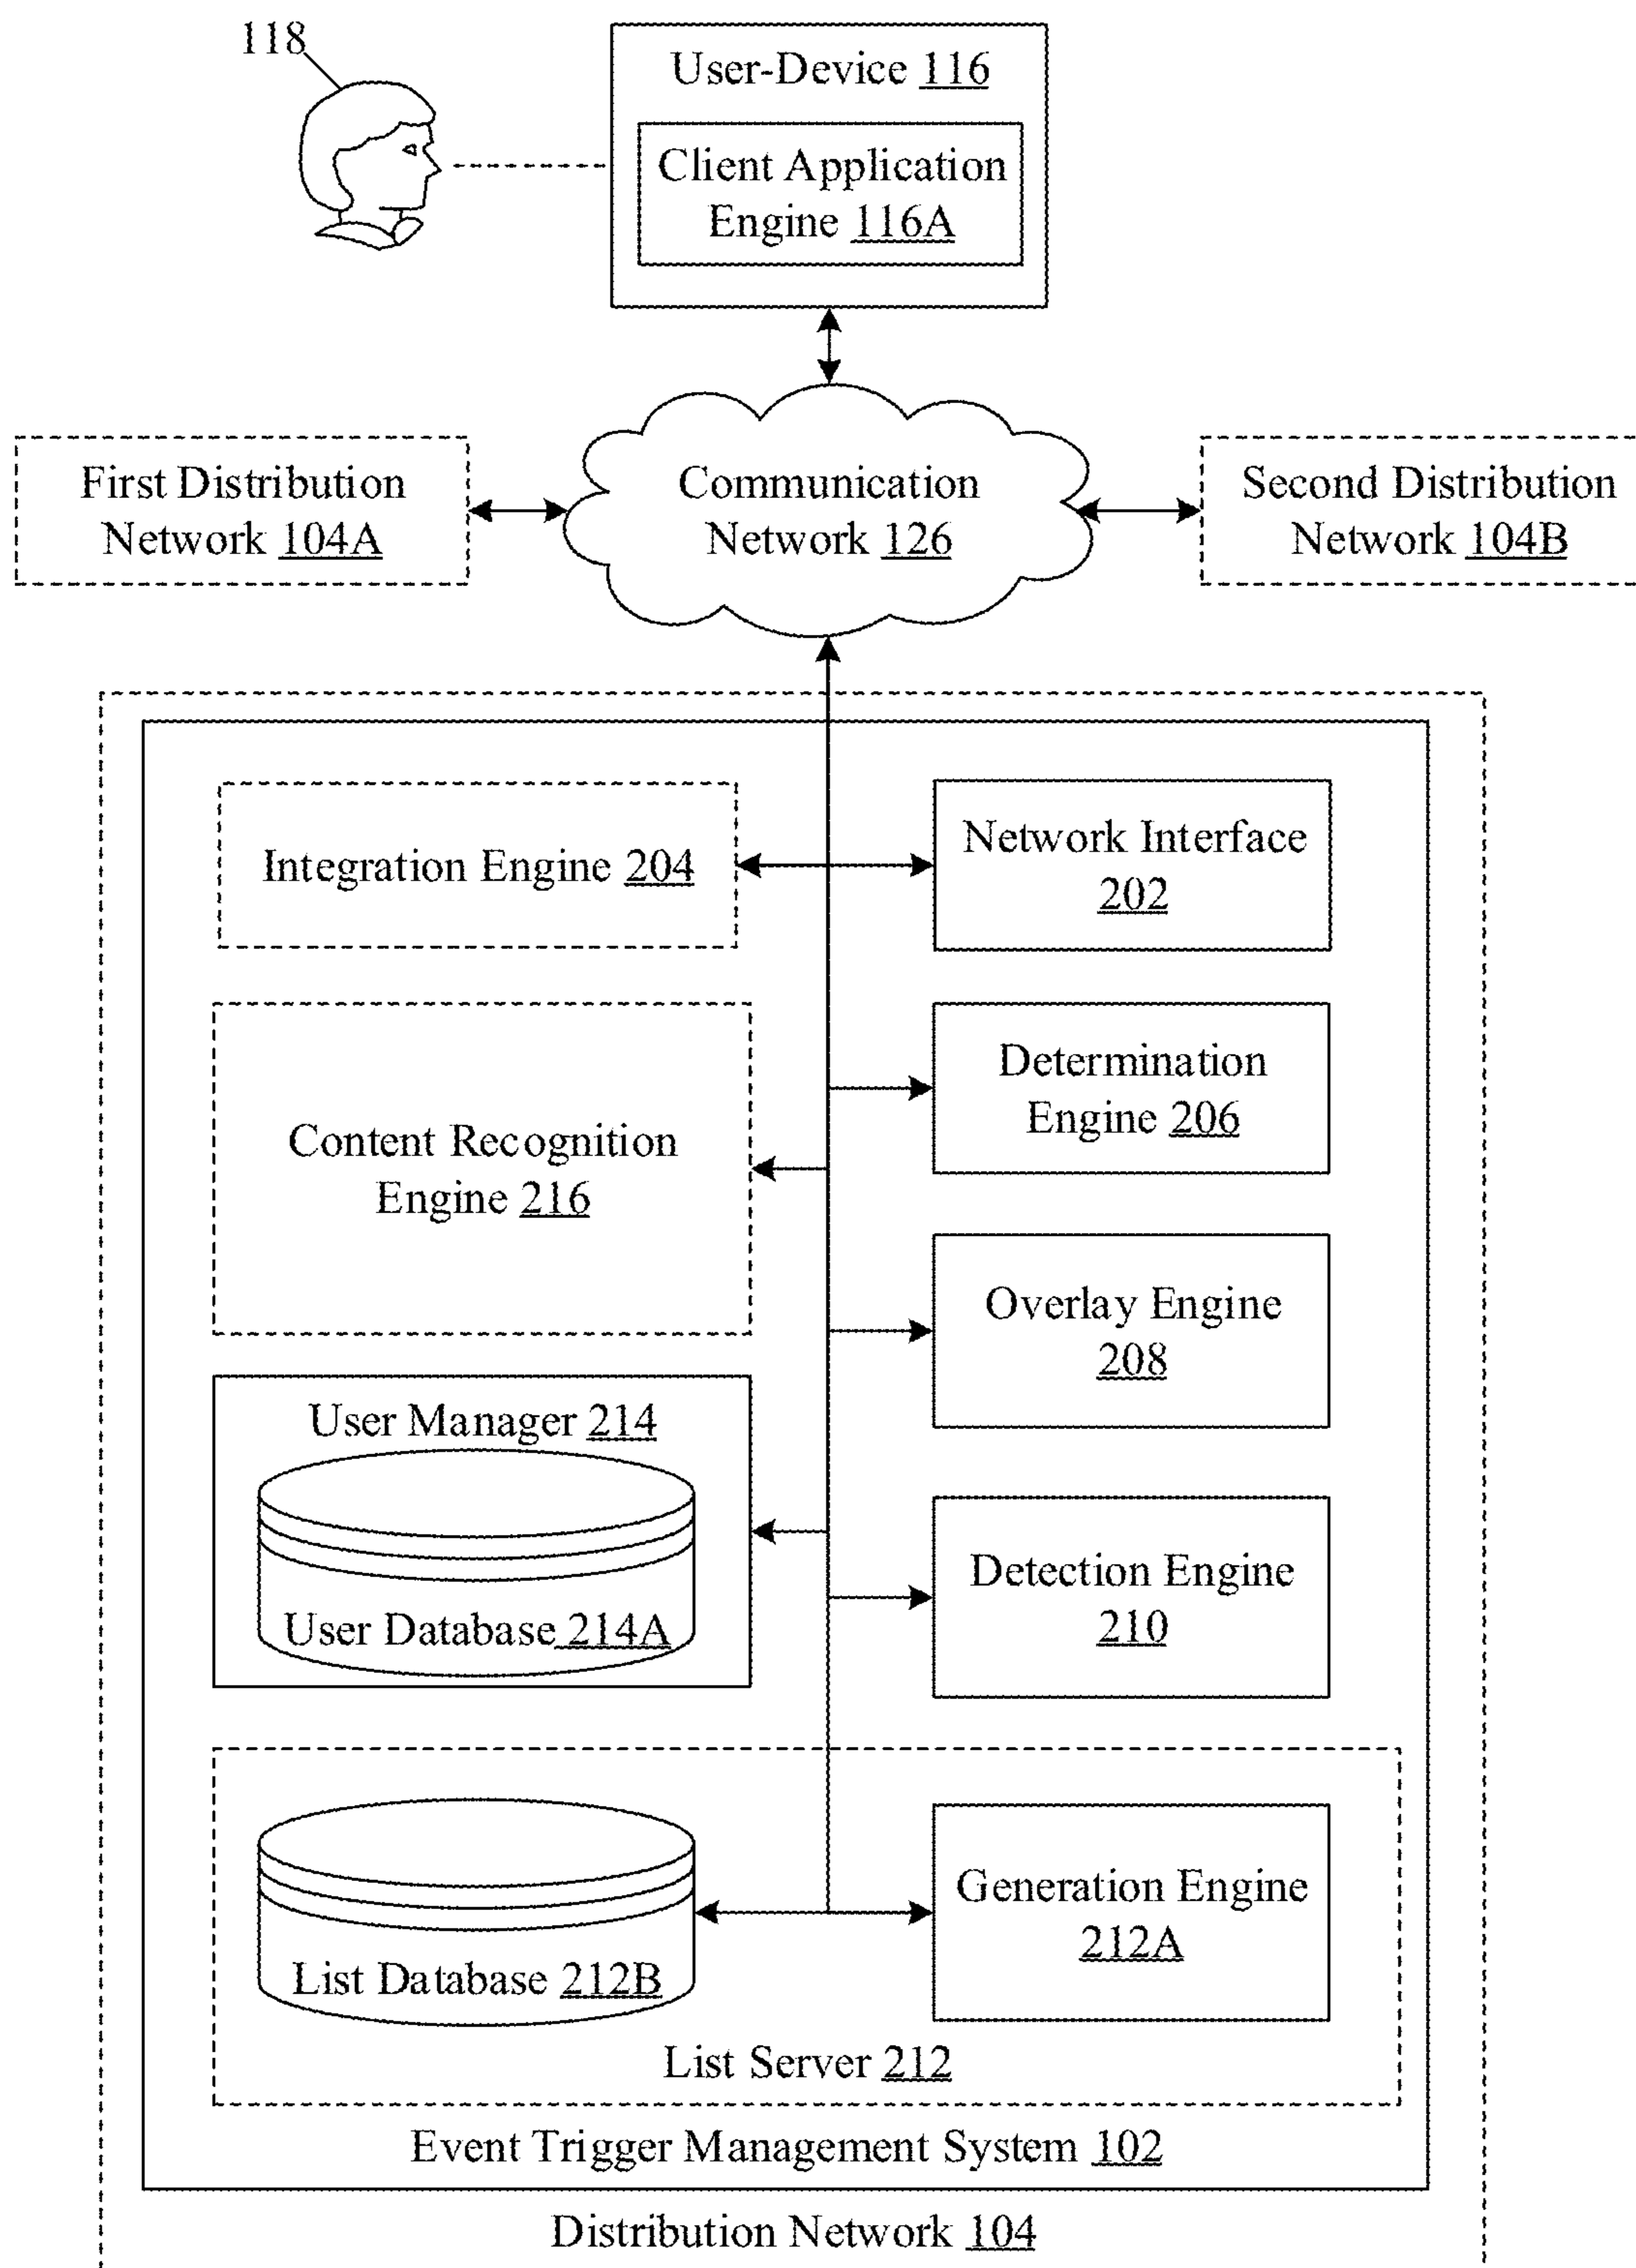 118
User-Device 116
Client Application
Engine 116A
First Distribution
Network 104A
Communication
Network 126
Second Distribution
Network 104B
Integration Engine 204
Network Interface
202
Determination
Engine 206
Content Recognition
Engine 216
Overlay Engine
208
User Manager 214
User Database 214A
Detection Engine
210
List Database 212B
Generation Engine
212A
List Server 212
Event Trigger Management System 102
Distribution Network 104